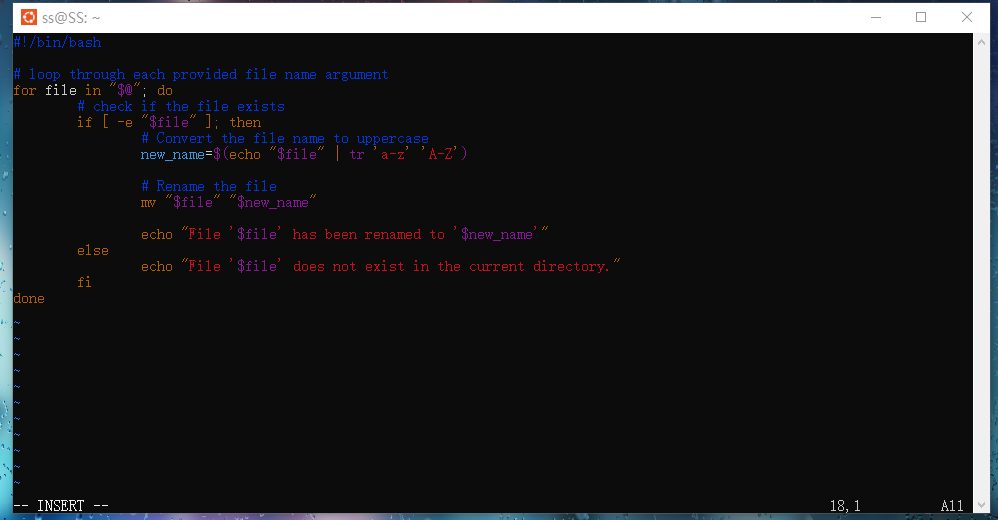 ss@SS: ~
#!/bin/bash
# loop through each provided file name argument
for file in "$@"; do
        # check if the file exists
        if [ -e "$file" ]; then
                # Convert the file name to uppercase
                new_name=$(echo "$file" | tr 'a-z' 'A-Z')
                # Rename the file
                mv "$file" "$new_name"
                echo "File '$file' has been renamed to '$new_name'"
        else
                echo "File '$file' does not exist in the current directory."
        fi
done
~
~
~
~
~
~
~
~
~
~
~
-- INSERT -- 18,1 All